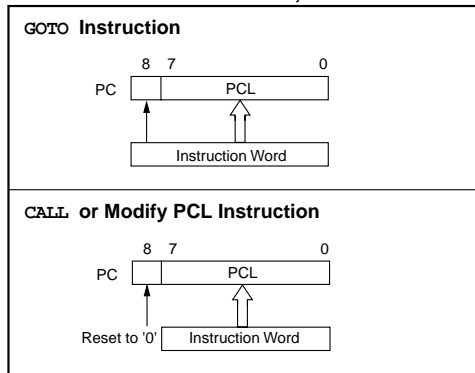 GOTO Instruction
8 7 0
PC PCL
Instruction Word
CALL or Modify PCL Instruction
8 7 0
PC PCL
Reset to '0' Instruction Word